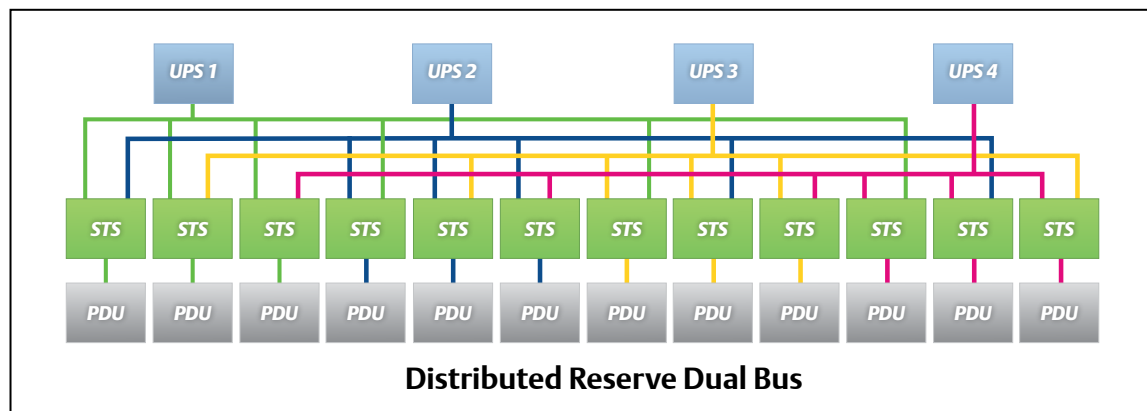 UPS 1 UPS 2 UPS 3 UPS 4
STS STS STS STS STS STS STS STS STS STS STS STS
PDU PDU PDU PDU PDU PDU PDU PDU PDU PDU PDU PDU
Distributed Reserve Dual Bus